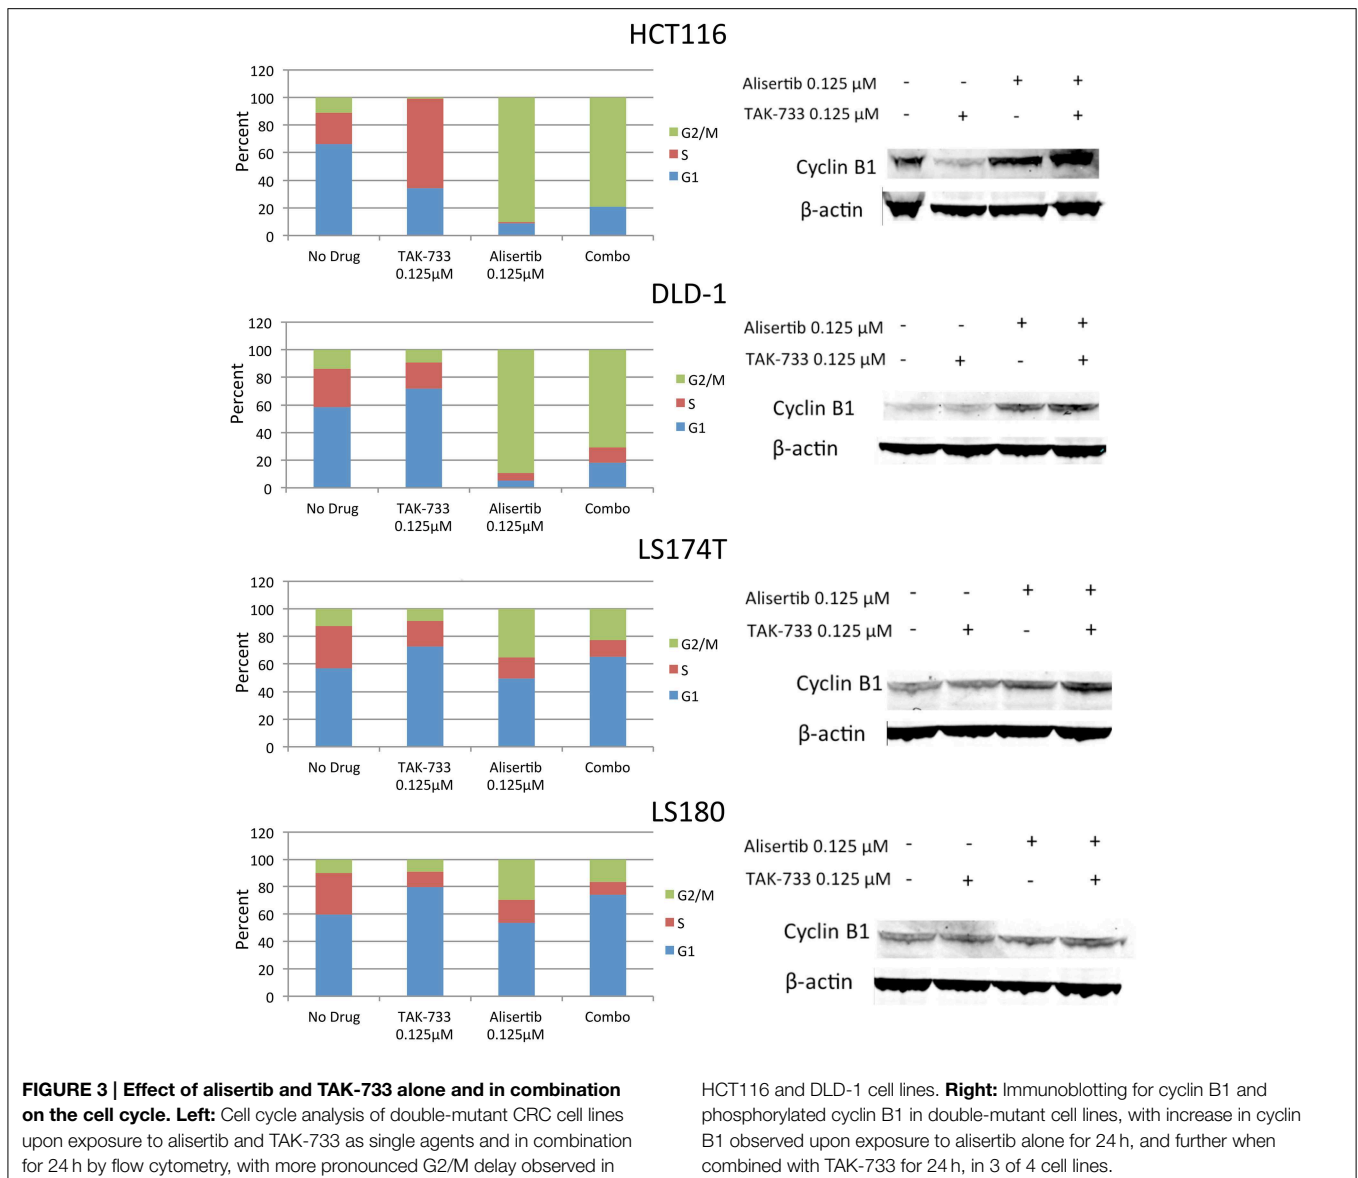 HCT116
120
100
80
60
40
20
0
Percent
No Drug TAK-733 0.125µM Alisertib 0.125µM Combo
G2/M
S
G1
Alisertib 0.125 µM - - + +
TAK-733 0.125 µM - + - +
Cyclin B1
β-actin
DLD-1
120
100
80
60
40
20
0
Percent
No Drug TAK-733 0.125µM Alisertib 0.125µM Combo
G2/M
S
G1
Alisertib 0.125 µM - - + +
TAK-733 0.125 µM - + - +
Cyclin B1
β-actin
LS174T
120
100
80
60
40
20
0
Percent
No Drug TAK-733 0.125µM Alisertib 0.125µM Combo
G2/M
S
G1
Alisertib 0.125 µM - - + +
TAK-733 0.125 µM - + - +
Cyclin B1
β-actin
LS180
120
100
80
60
40
20
0
Percent
No Drug TAK-733 0.125µM Alisertib 0.125µM Combo
G2/M
S
G1
Alisertib 0.125 µM - - + +
TAK-733 0.125 µM - + - +
Cyclin B1
β-actin
FIGURE 3 | Effect of alisertib and TAK-733 alone and in combination
on the cell cycle. Left: Cell cycle analysis of double-mutant CRC cell lines
upon exposure to alisertib and TAK-733 as single agents and in combination
for 24 h by flow cytometry, with more pronounced G2/M delay observed in
HCT116 and DLD-1 cell lines. Right: Immunoblotting for cyclin B1 and
phosphorylated cyclin B1 in double-mutant cell lines, with increase in cyclin
B1 observed upon exposure to alisertib alone for 24 h, and further when
combined with TAK-733 for 24 h, in 3 of 4 cell lines.